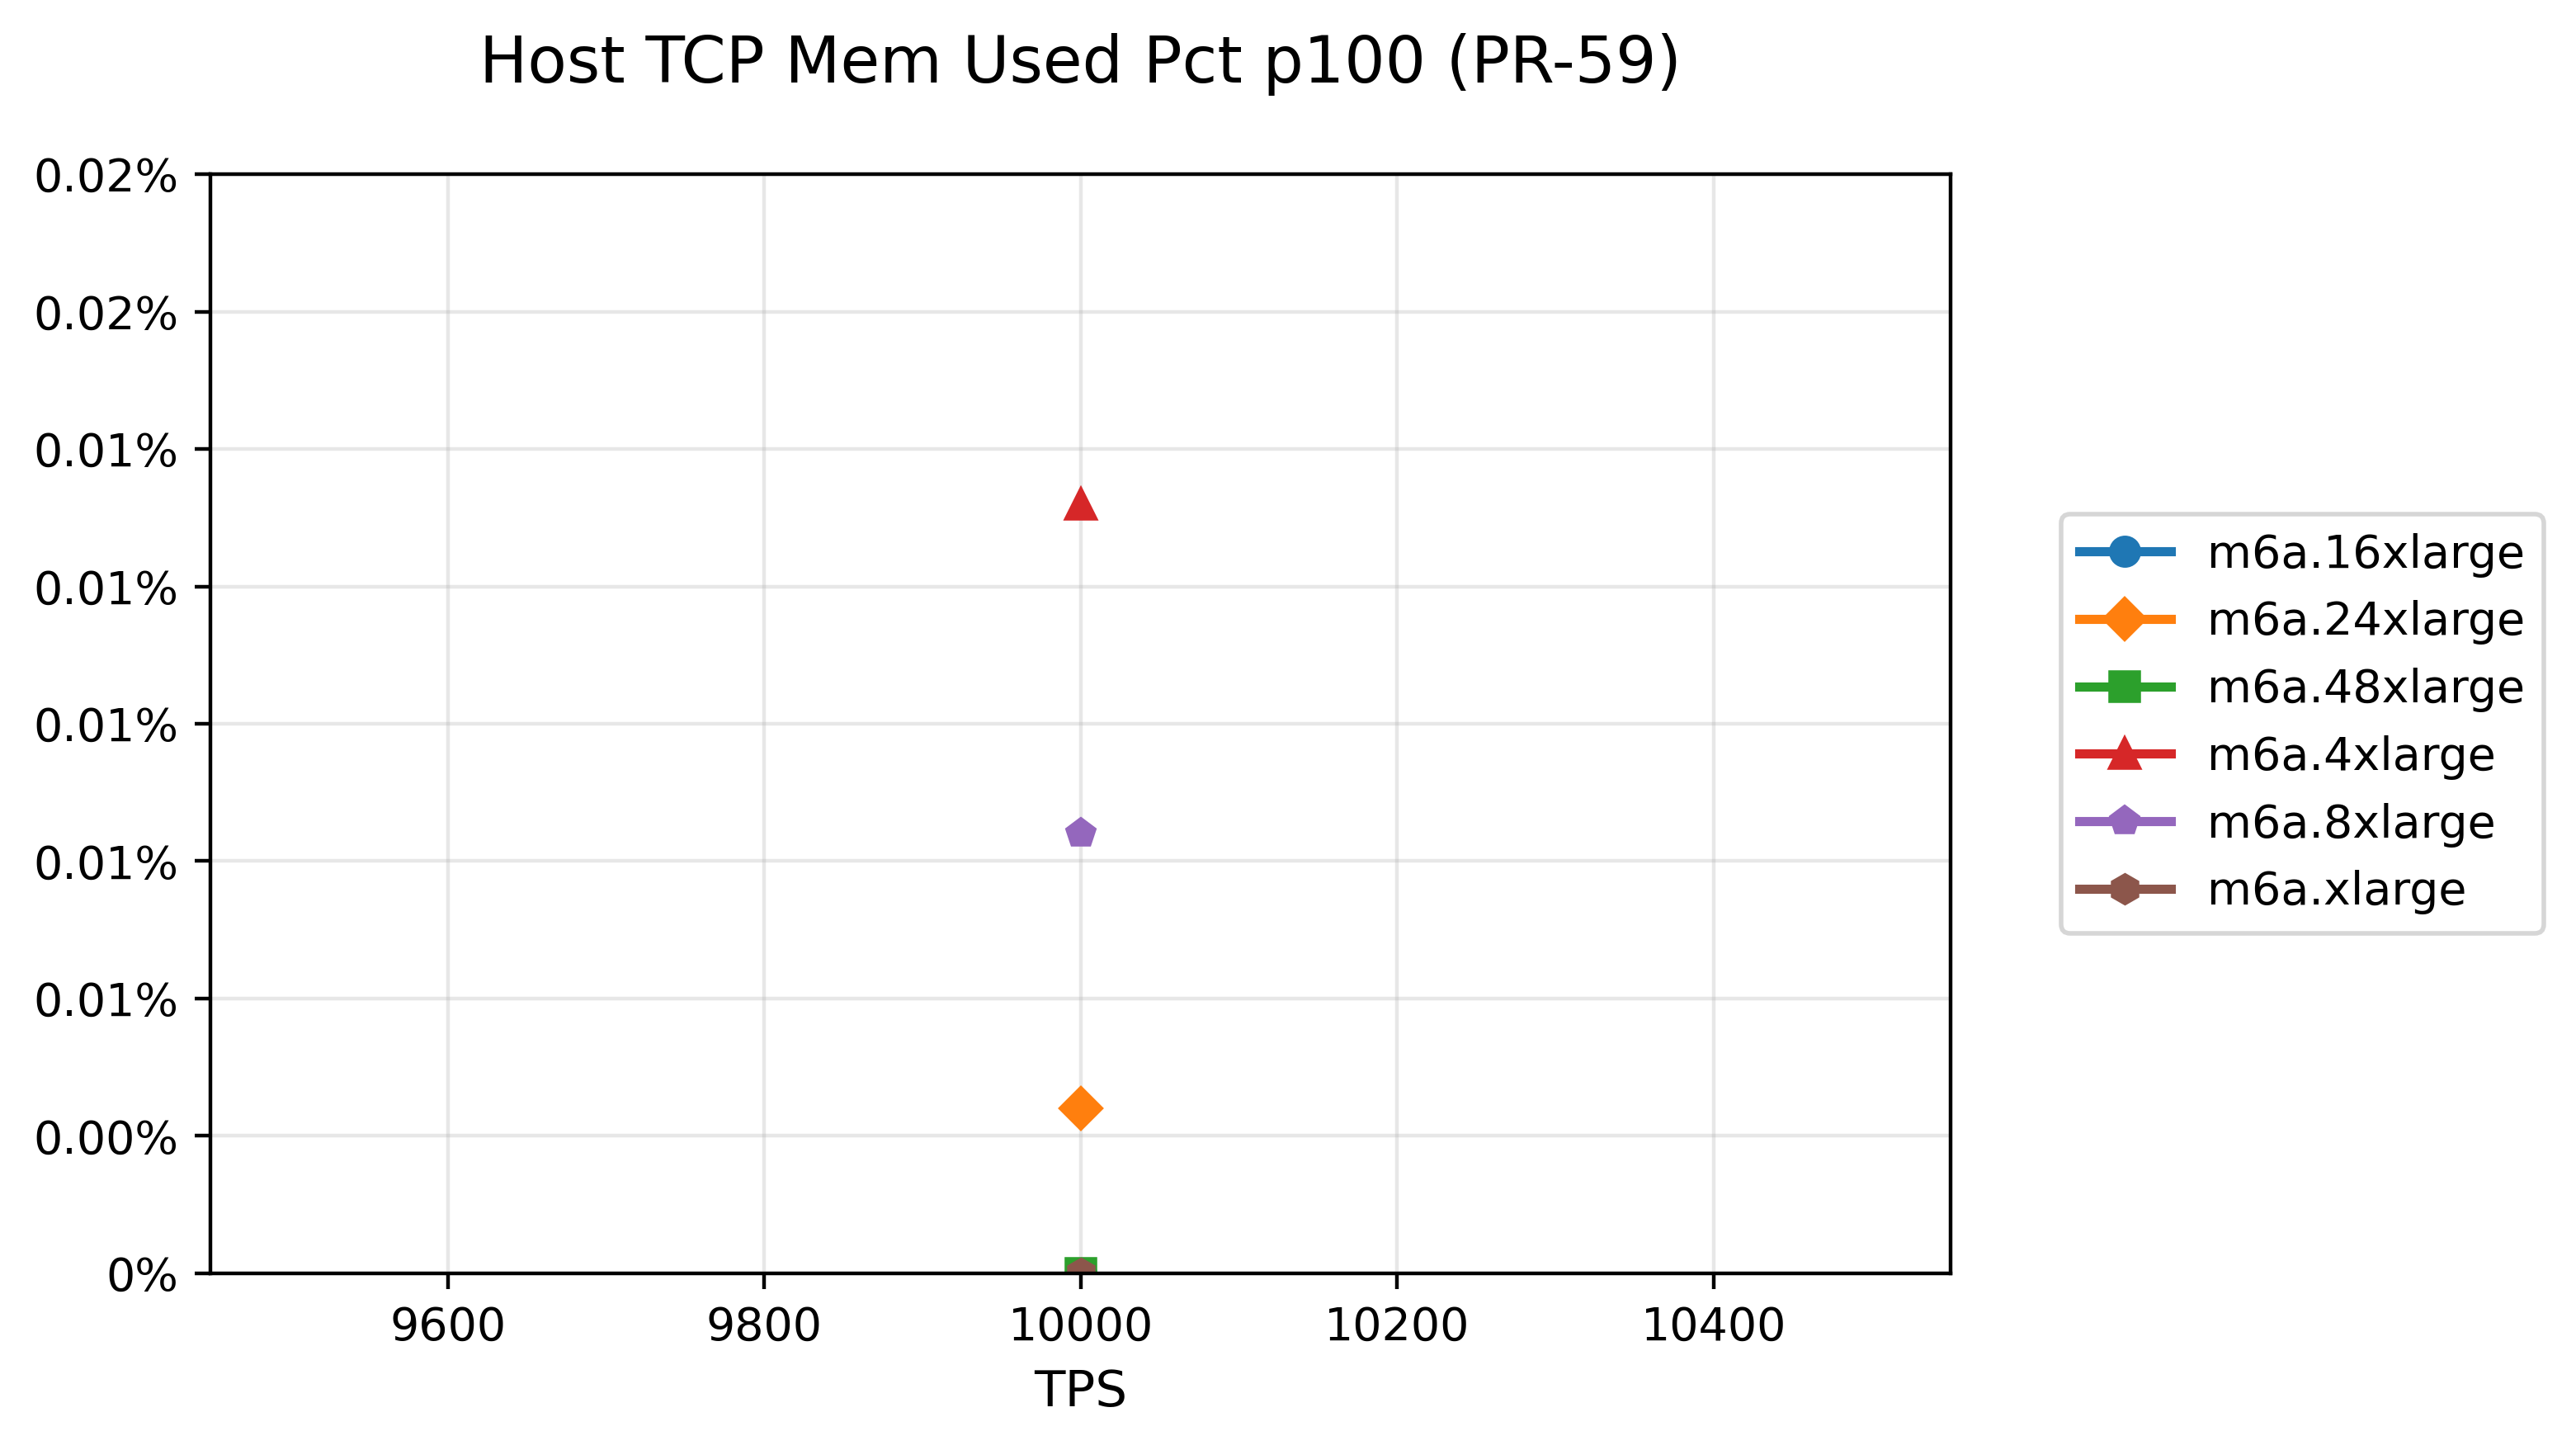 Host TCP Mem Used Pct p100 (PR-59)
0.02%
0.02%
0.01%
0.01%
0.01%
0.01%
0.01%
0.00%
0%
9600 9800 10000 10200 10400
TPS
m6a.16xlarge
m6a.24xlarge
m6a.48xlarge
m6a.4xlarge
m6a.8xlarge
m6a.xlarge